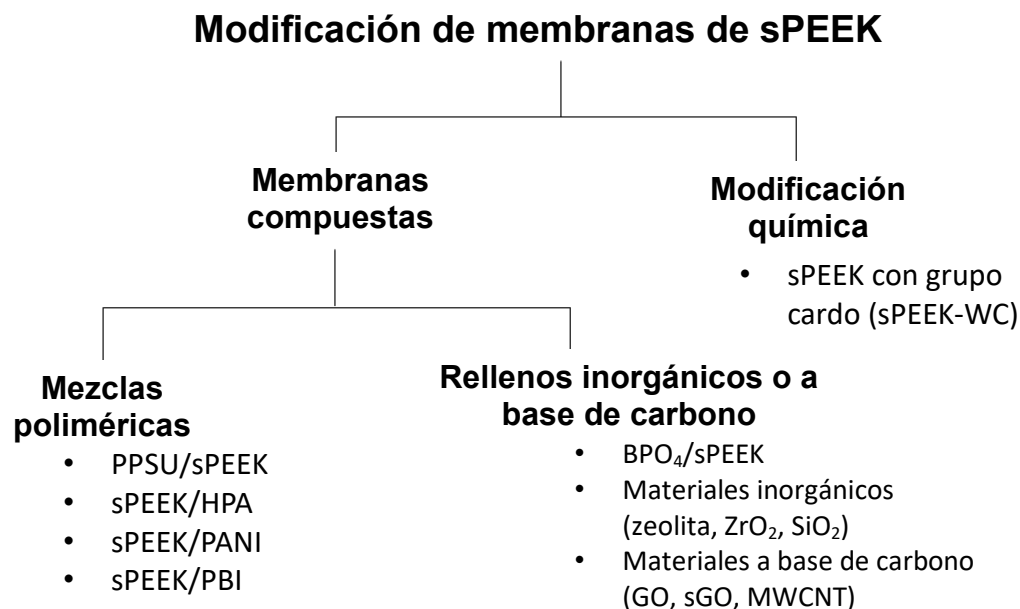 Modificación de membranas de sPEEK
Membranas
compuestas
Modificación
química
• sPEEK con grupo
cardo (sPEEK-WC)
Mezclas
poliméricas
• PPSU/sPEEK
• sPEEK/HPA
• sPEEK/PANI
• sPEEK/PBI
Rellenos inorgánicos o a
base de carbono
• BPO₄/sPEEK
• Materiales inorgánicos
(zeolita, ZrO₂, SiO₂)
• Materiales a base de carbono
(GO, sGO, MWCNT)